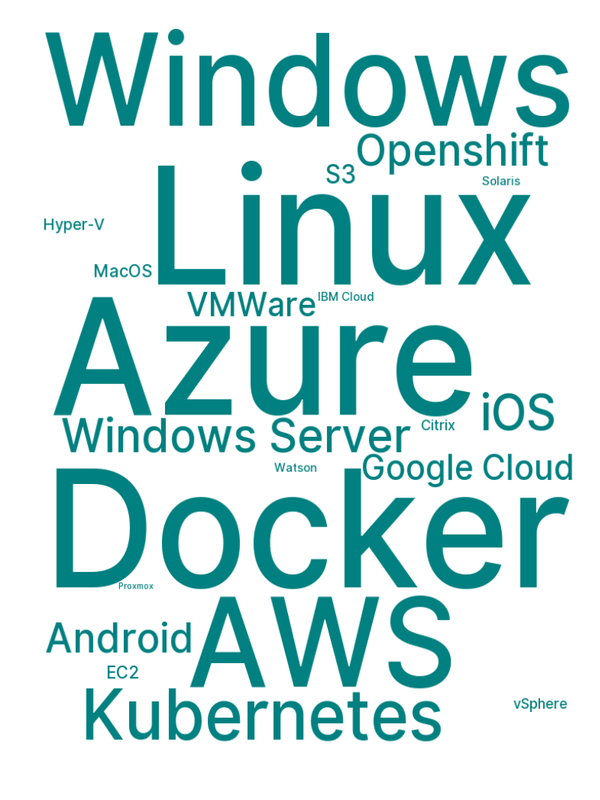 Windows
Openshift
S3
Solaris
Linux
Hyper-V
MacOS
VMWare
IBM Cloud
Azure
iOS
Citrix
Windows Server
Watson
Google Cloud
Docker
Proxmox
AWS
Android
EC2
Kubernetes
vSphere